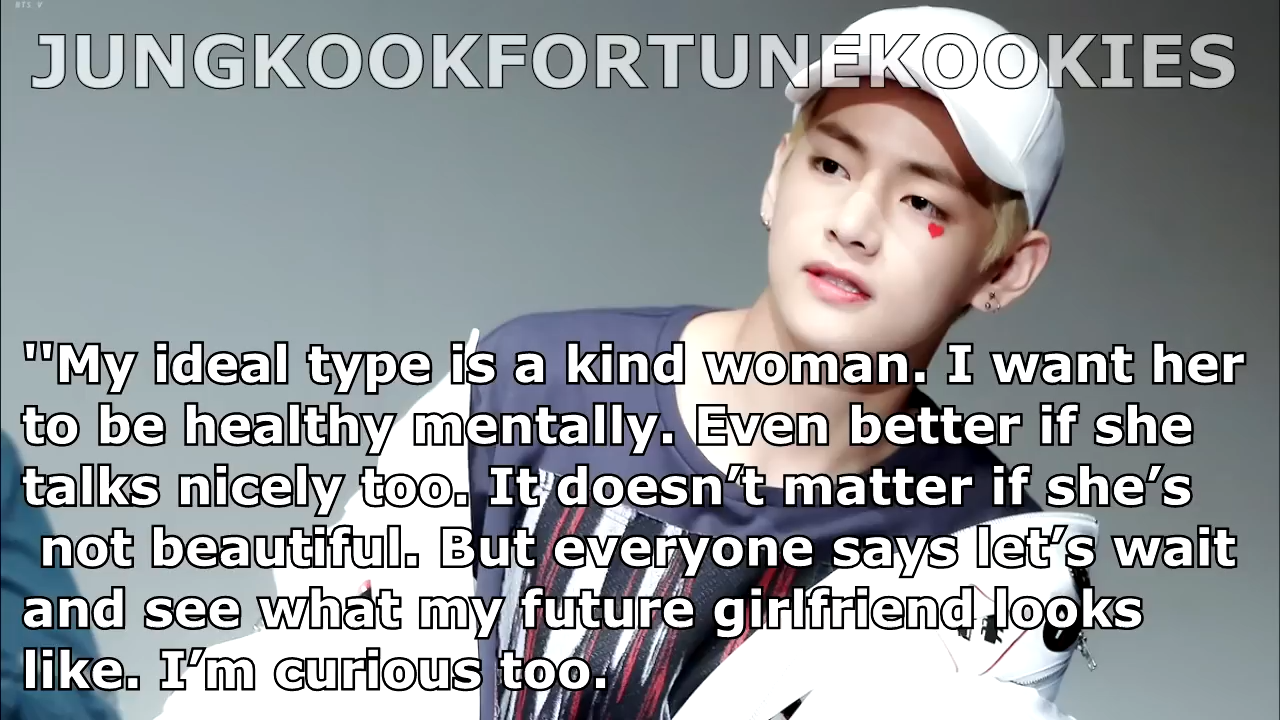 BTS V
JUNGKOOKFORTUNEKOOKIES
"My ideal type is a kind woman. I want her
to be healthy mentally. Even better if she
talks nicely too. It doesn’t matter if she’s
not beautiful. But everyone says let’s wait
and see what my future girlfriend looks
like. I’m curious too.